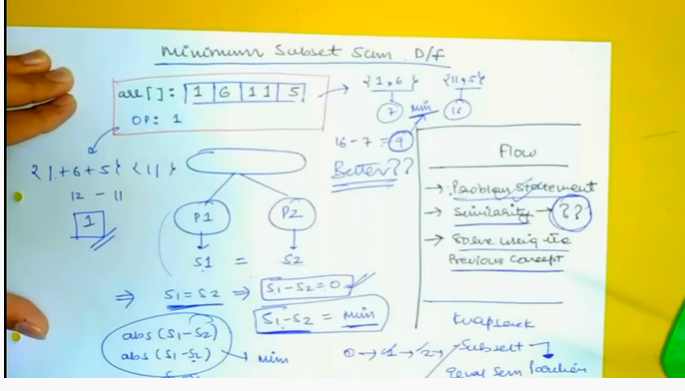 Minimum Subset Sum D/f
arr[]: 1 6 11 5
OP: 1
{1,6} {11,5}
7 min 16
16-7 = 9
Better??
{1+6+5} {11}
12 - 11
1
P1 P2
S1 = S2
⇒ S1=S2 ⇒ S1-S2=0
S1-S2 = min
abs(S1-S2)
abs(S1-S2) → Min
Flow
→ Problem Statement
→ Similarity → ??
→ Solve using the
Previous Concept
Knapsack
Subset
Equal Sum Partition